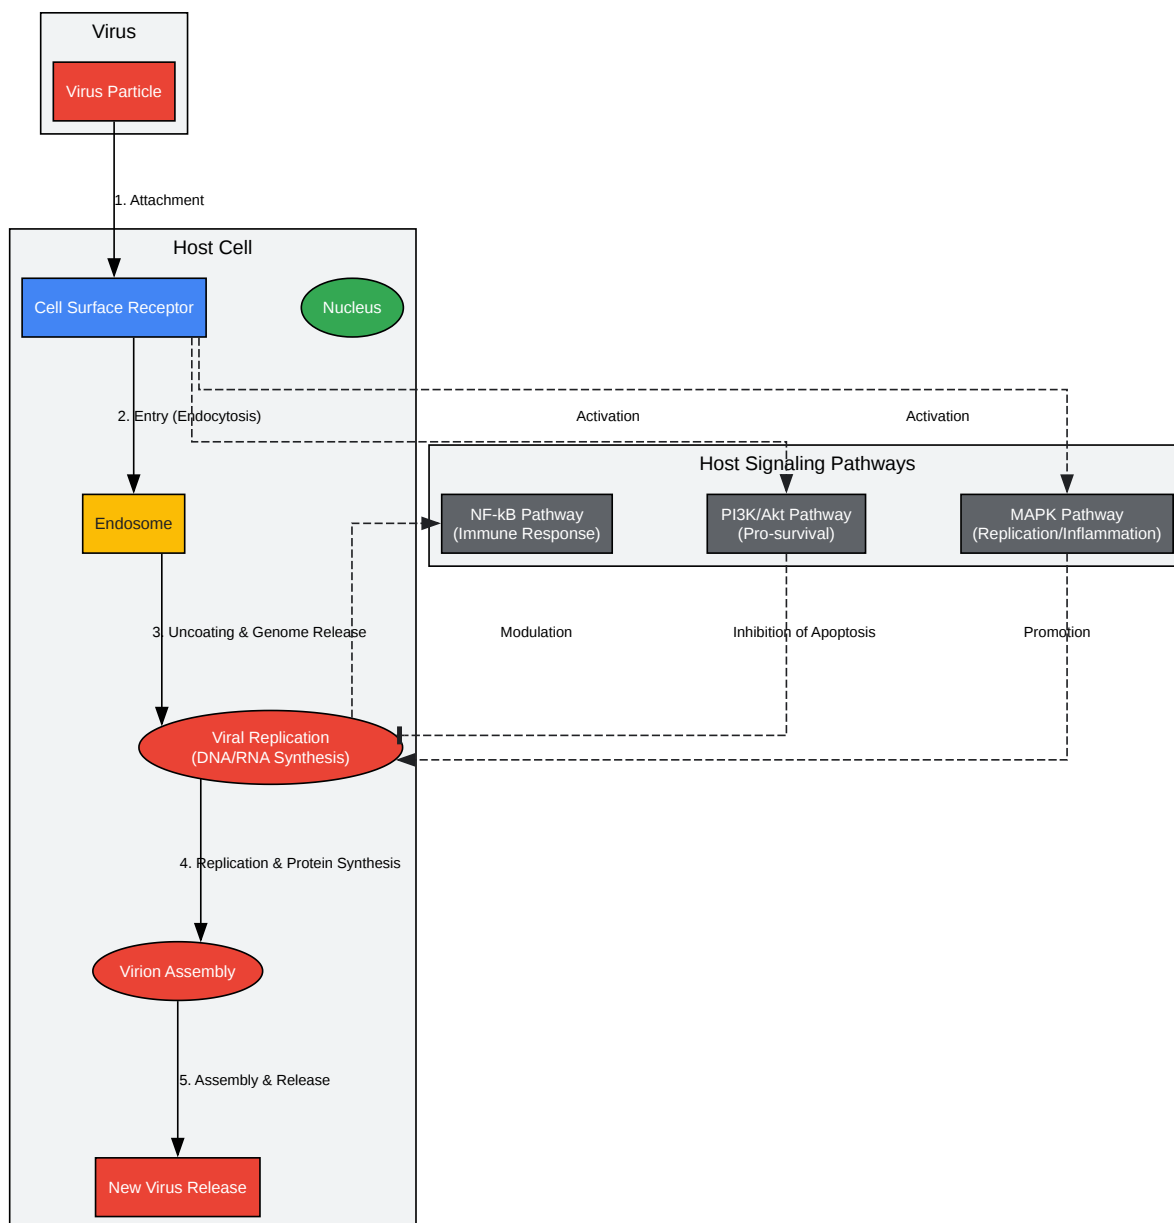 Virus
Virus Particle
1. Attachment
Host Cell
Cell Surface Receptor
Nucleus
2. Entry (Endocytosis)
Activation
Activation
Host Signaling Pathways
Endosome
NF-kB Pathway
(Immune Response)
PI3K/Akt Pathway
(Pro-survival)
MAPK Pathway
(Replication/Inflammation)
3. Uncoating & Genome Release
Modulation
Inhibition of Apoptosis
Promotion
Viral Replication
(DNA/RNA Synthesis)
4. Replication & Protein Synthesis
Virion Assembly
5. Assembly & Release
New Virus Release